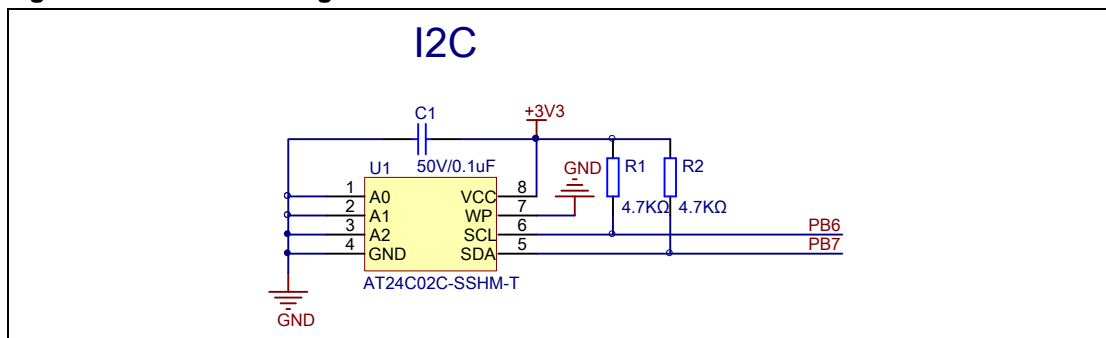 I2C
C1
+3V3
U1
50V/0.1uF
GND
R1
R2
1
A0
VCC
8
2
A1
WP
7
4.7KΩ
4.7KΩ
3
A2
SCL
6
PB6
4
GND
SDA
5
PB7
AT24C02C-SSHM-T
GND